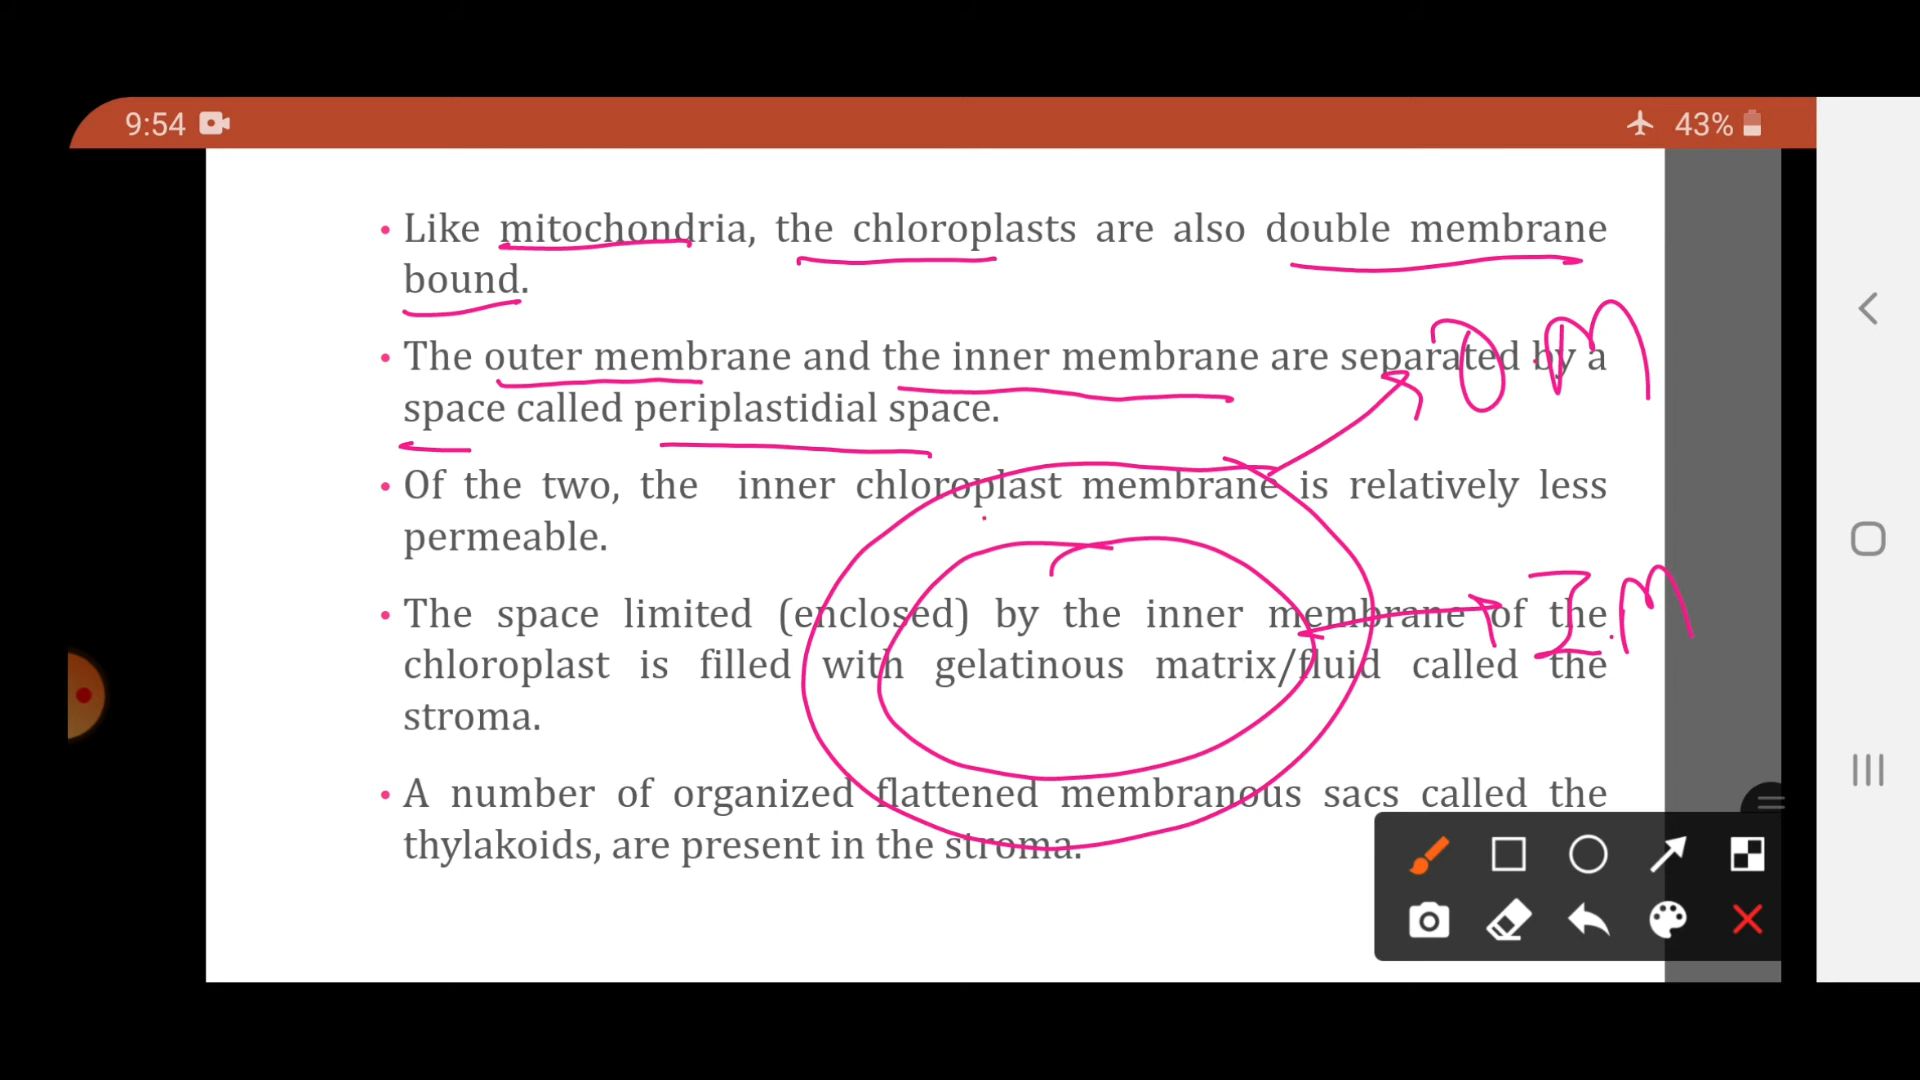 9:54 43%
• Like mitochondria, the chloroplasts are also double membrane
bound.
• The outer membrane and the inner membrane are separated by a
space called periplastidial space.
OM
• Of the two, the inner chloroplast membrane is relatively less
permeable.
• The space limited (enclosed) by the inner membrane of the
IM
chloroplast is filled with gelatinous matrix/fluid called the
stroma.
• A number of organized flattened membranous sacs called the
thylakoids, are present in the stroma.